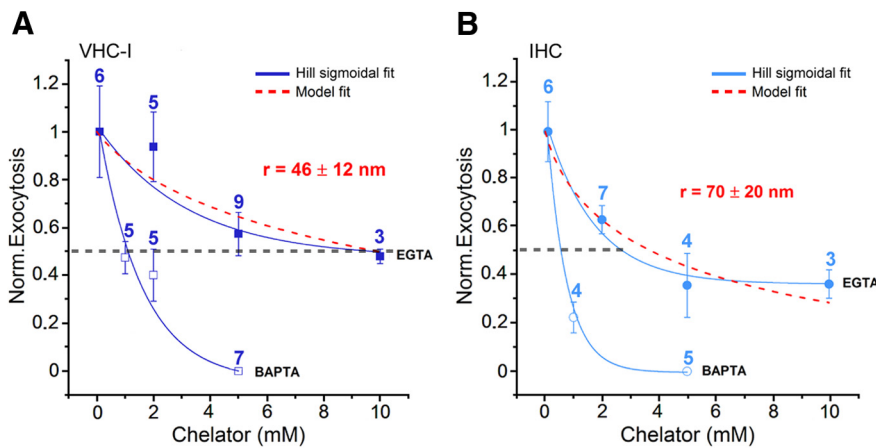 A
VHC-I
Hill sigmoidal fit
Model fit
r = 46 ± 12 nm
Norm.Exocytosis
1.2
1
0.8
0.6
0.4
0.2
0
6
5
9
3
5
5
7
EGTA
BAPTA
0
2
4
6
8
10
Chelator (mM)
B
IHC
Hill sigmoidal fit
Model fit
r = 70 ± 20 nm
Norm.Exocytosis
1.2
1
0.8
0.6
0.4
0.2
0
6
7
4
3
4
5
EGTA
BAPTA
0
2
4
6
8
10
Chelator (mM)